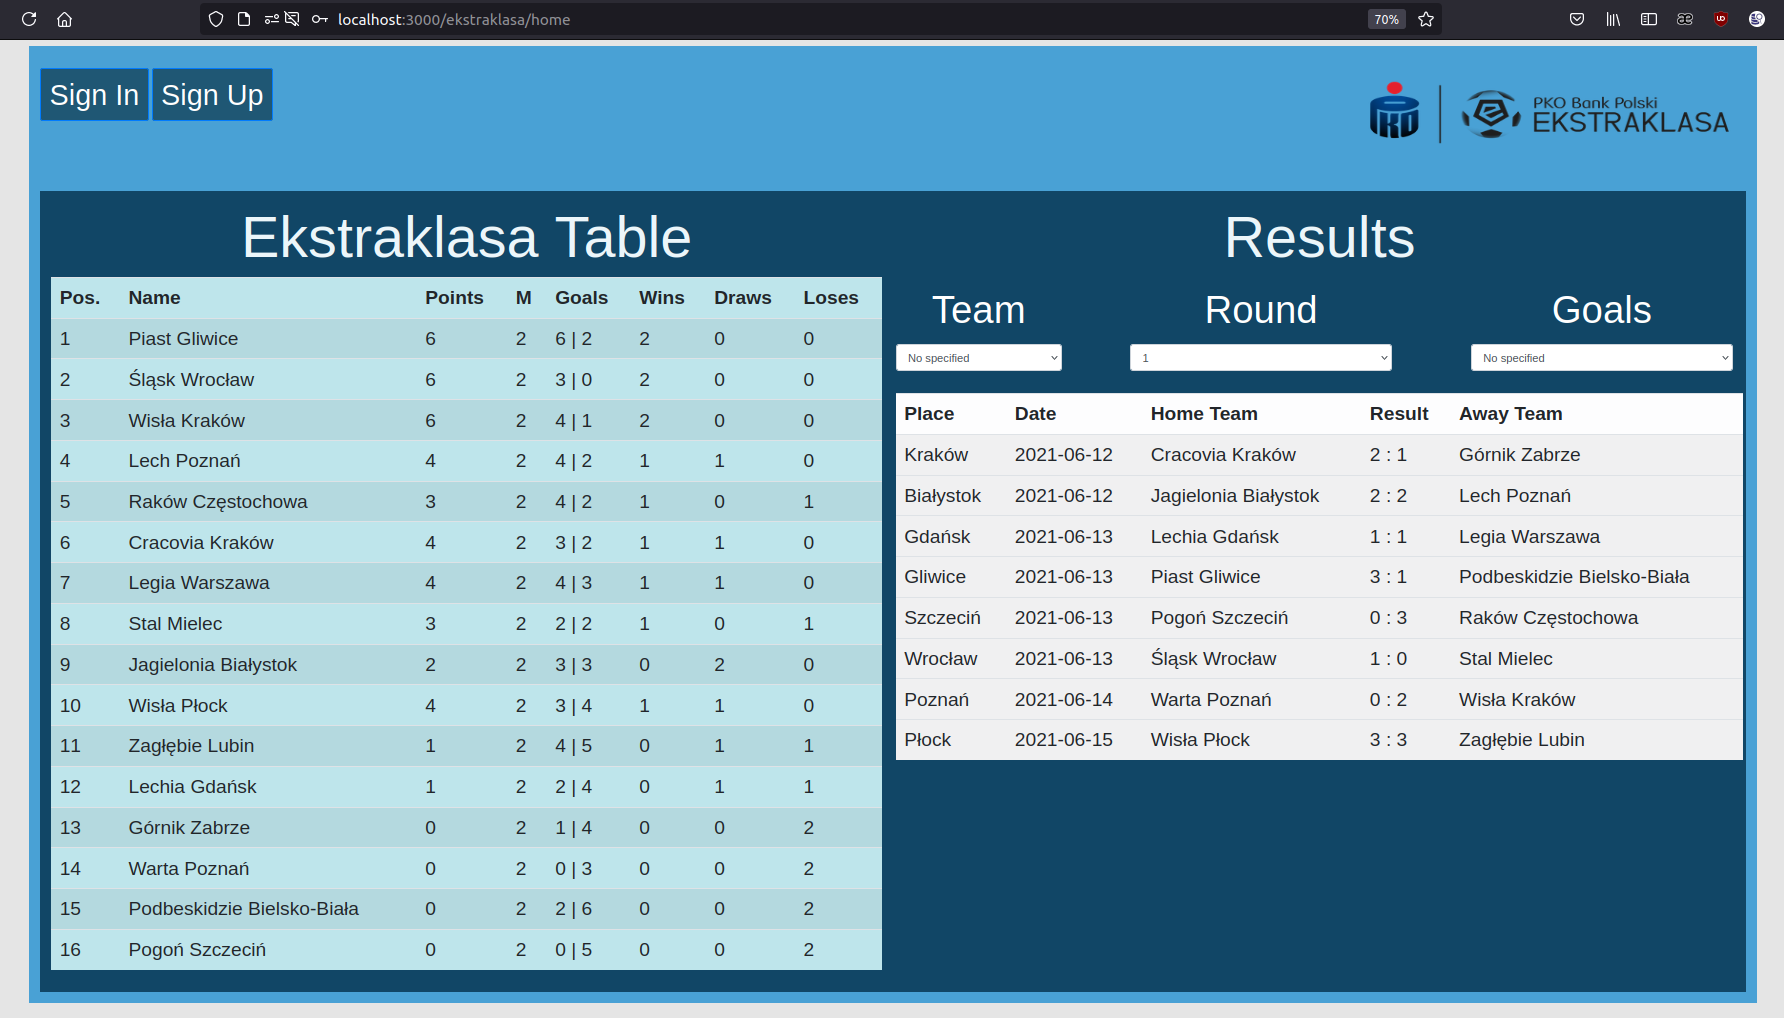 localhost:3000/ekstraklasa/home 70%
Sign In Sign Up
PKO PKO Bank Polski
EKSTRAKLASA
Ekstraklasa Table
Pos. Name Points M Goals Wins Draws Loses
1 Piast Gliwice 6 2 6 | 2 2 0 0
2 Śląsk Wrocław 6 2 3 | 0 2 0 0
3 Wisła Kraków 6 2 4 | 1 2 0 0
4 Lech Poznań 4 2 4 | 2 1 1 0
5 Raków Częstochowa 3 2 4 | 2 1 0 1
6 Cracovia Kraków 4 2 3 | 2 1 1 0
7 Legia Warszawa 4 2 4 | 3 1 1 0
8 Stal Mielec 3 2 2 | 2 1 0 1
9 Jagielonia Białystok 2 2 3 | 3 0 2 0
10 Wisła Płock 4 2 3 | 4 1 1 0
11 Zagłębie Lubin 1 2 4 | 5 0 1 1
12 Lechia Gdańsk 1 2 2 | 4 0 1 1
13 Górnik Zabrze 0 2 1 | 4 0 0 2
14 Warta Poznań 0 2 0 | 3 0 0 2
15 Podbeskidzie Bielsko-Biała 0 2 2 | 6 0 0 2
16 Pogoń Szczeciń 0 2 0 | 5 0 0 2
Results
Team Round Goals
No specified 1 No specified
Place Date Home Team Result Away Team
Kraków 2021-06-12 Cracovia Kraków 2 : 1 Górnik Zabrze
Białystok 2021-06-12 Jagielonia Białystok 2 : 2 Lech Poznań
Gdańsk 2021-06-13 Lechia Gdańsk 1 : 1 Legia Warszawa
Gliwice 2021-06-13 Piast Gliwice 3 : 1 Podbeskidzie Bielsko-Biała
Szczeciń 2021-06-13 Pogoń Szczeciń 0 : 3 Raków Częstochowa
Wrocław 2021-06-13 Śląsk Wrocław 1 : 0 Stal Mielec
Poznań 2021-06-14 Warta Poznań 0 : 2 Wisła Kraków
Płock 2021-06-15 Wisła Płock 3 : 3 Zagłębie Lubin